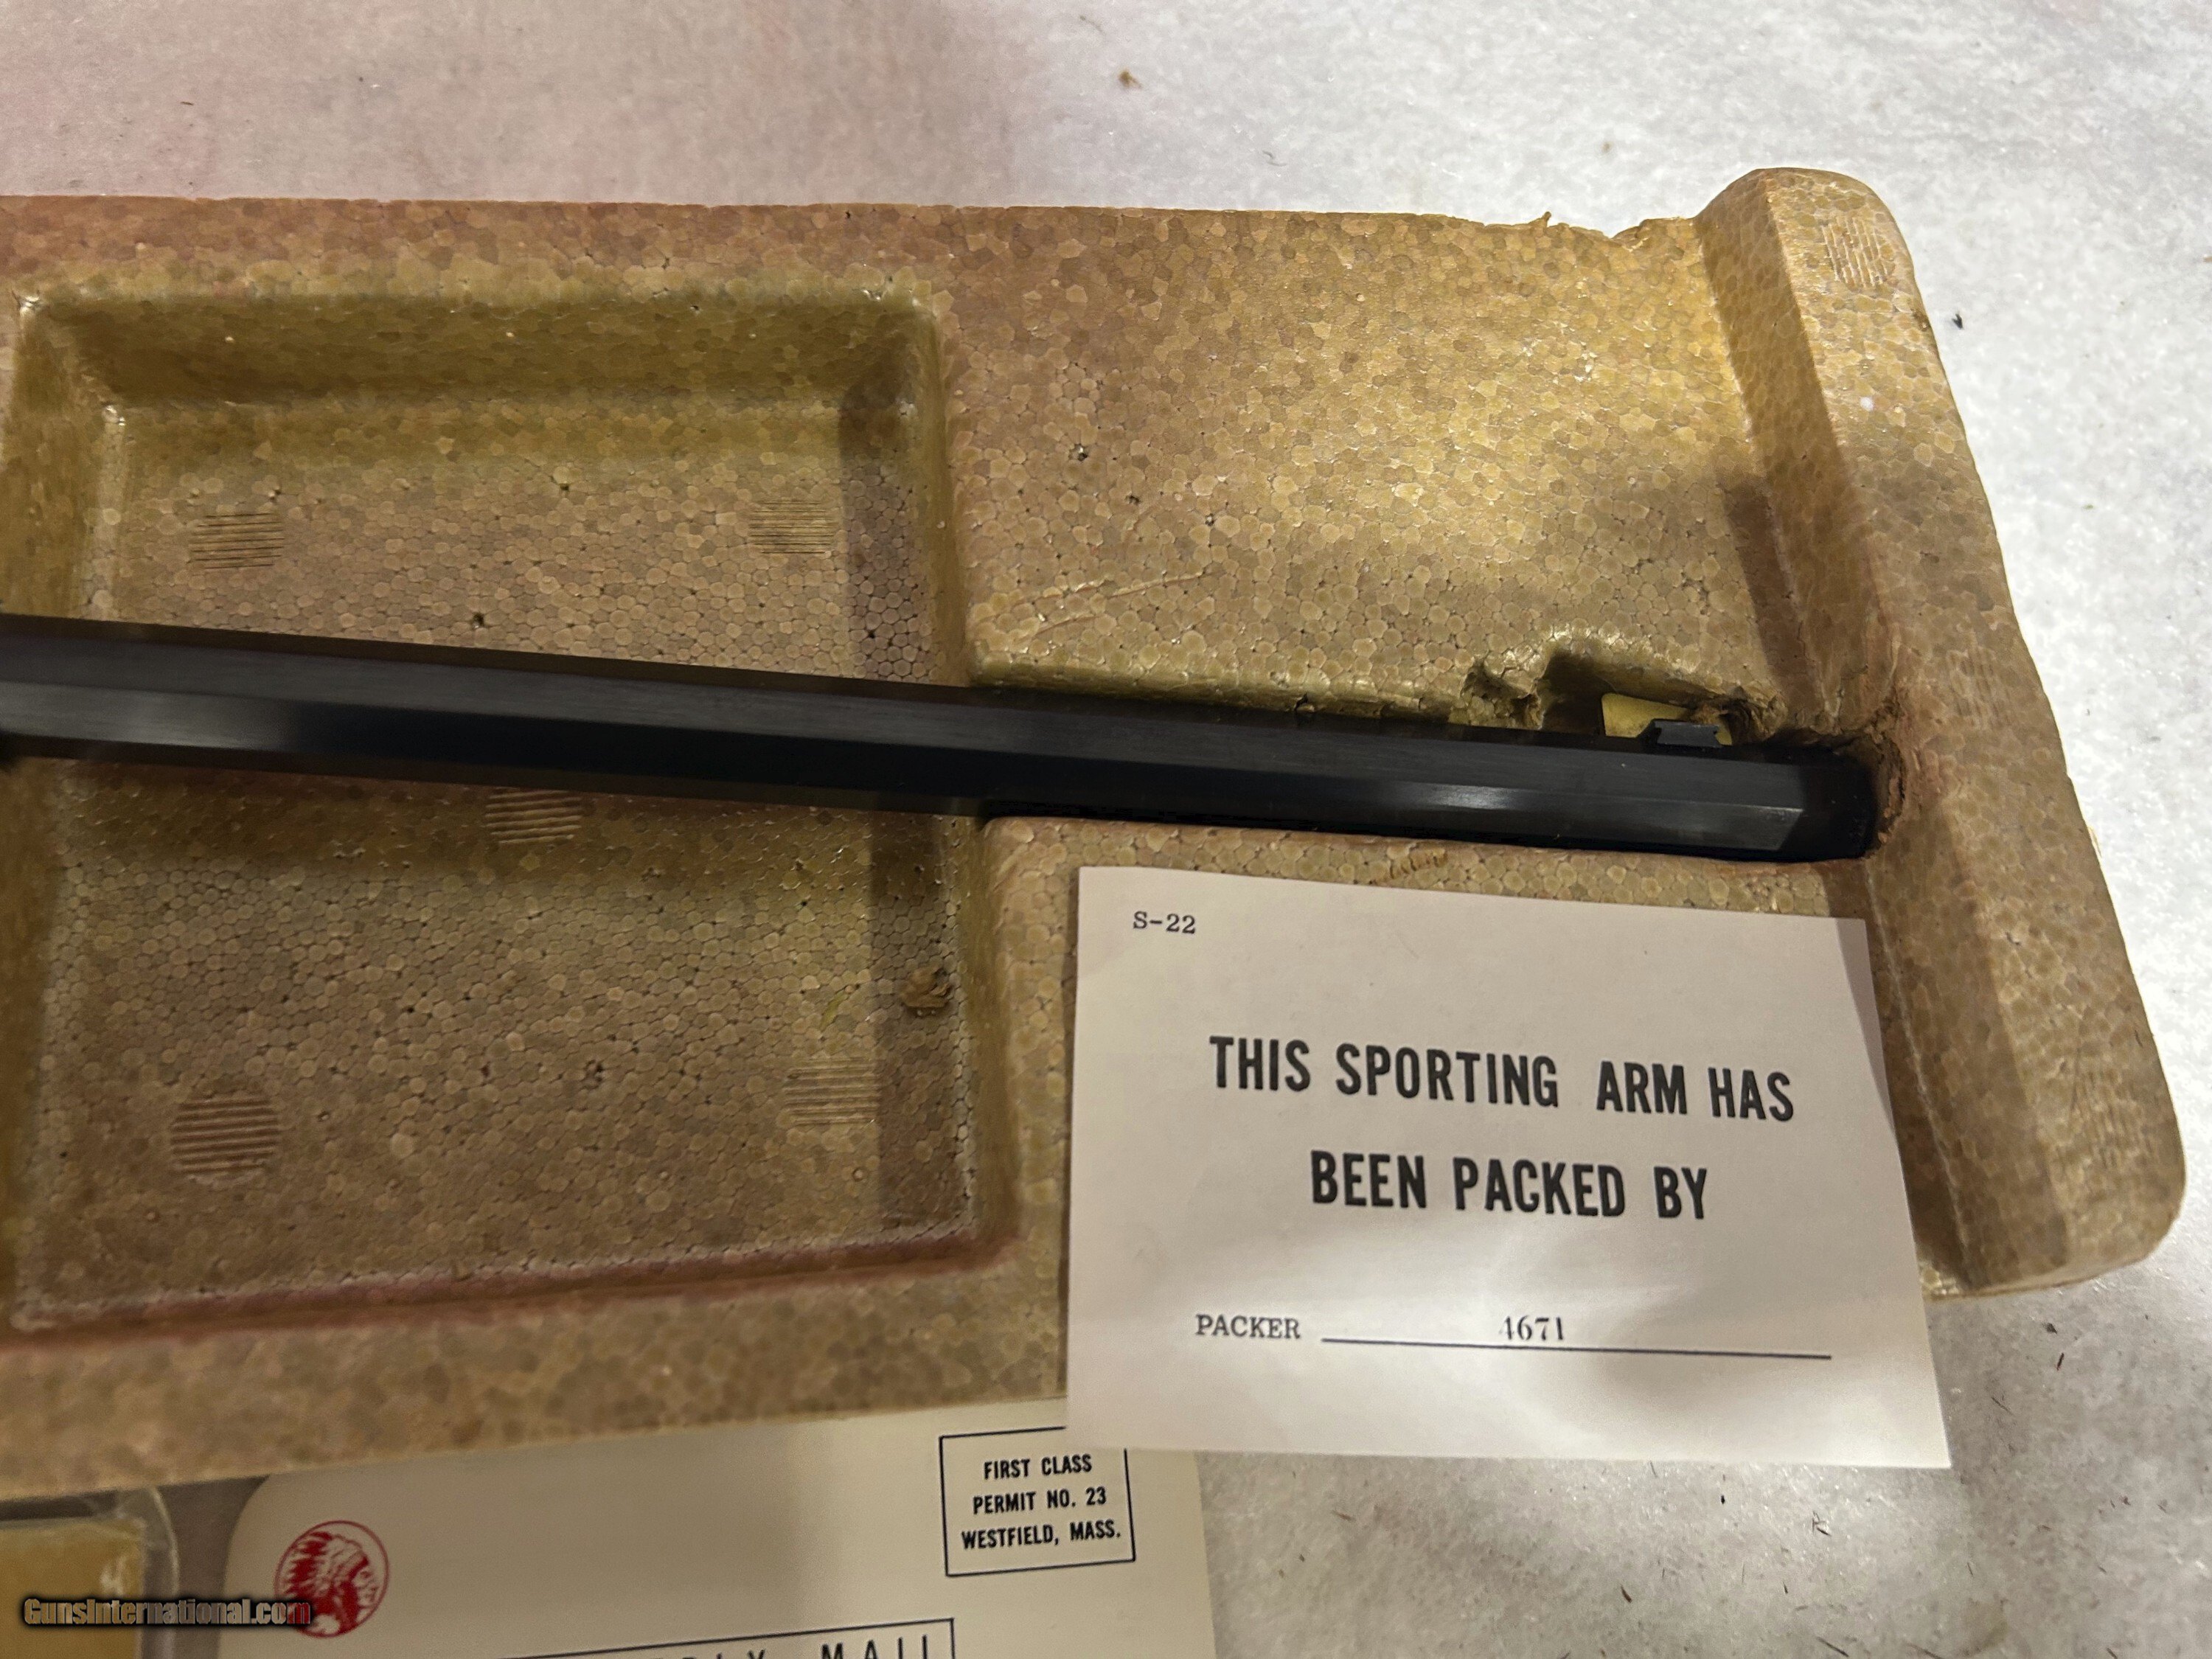 S-22
THIS SPORTING ARM HAS
BEEN PACKED BY
PACKER 4671
FIRST CLASS
PERMIT NO. 23
WESTFIELD, MASS.
MAIL
GunsInternational.com